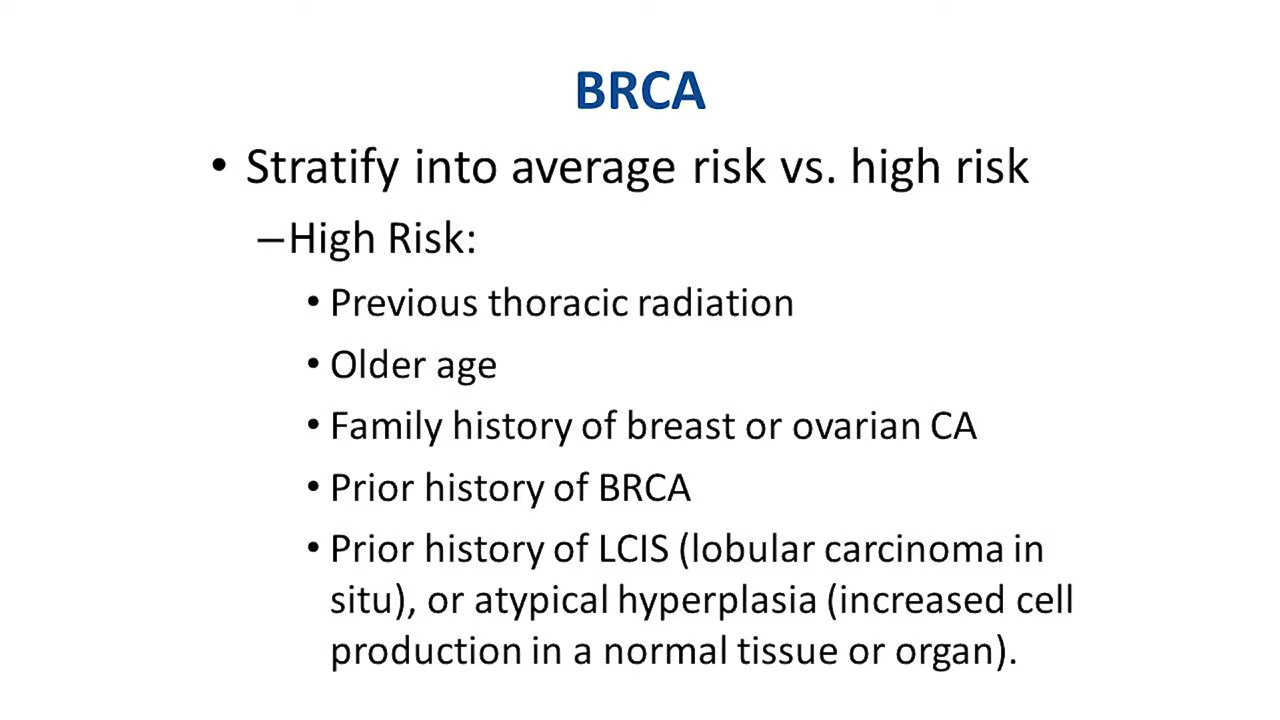 BRCA
• Stratify into average risk vs. high risk
–High Risk:
• Previous thoracic radiation
• Older age
• Family history of breast or ovarian CA
• Prior history of BRCA
• Prior history of LCIS (lobular carcinoma in
situ), or atypical hyperplasia (increased cell
production in a normal tissue or organ).